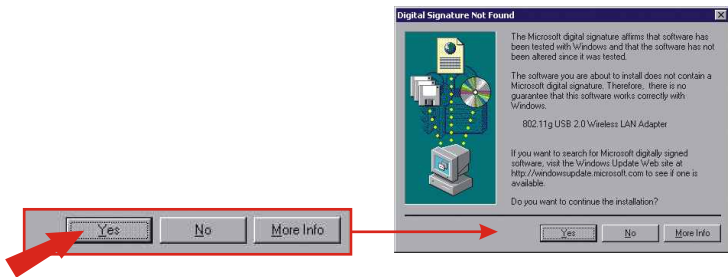 Digital Signature Not Found
The Microsoft digital signature affirms that software has
been tested with Windows and that the software has not
been altered since it was tested.
The software you are about to install does not contain a
Microsoft digital signature. Therefore, there is no
guarantee that this software works correctly with
Windows.
802.11g USB 2.0 Wireless LAN Adapter
If you want to search for Microsoft digitally signed
software, visit the Windows Update Web site at
http://windowsupdate.microsoft.com to see if one is
available.
Do you want to continue the installation?
Yes No More Info
Yes No More Info